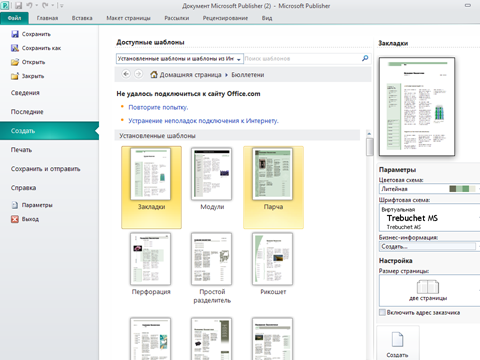 Документ Microsoft Publisher (2) - Microsoft Publisher
Файл Главная Вставка Макет страницы Рассылки Рецензирование Вид
Сохранить
Сохранить как
Открыть
Закрыть
Сведения
Последние
Создать
Печать
Сохранить и отправить
Справка
Параметры
Выход
Доступные шаблоны
Установленные шаблоны и шаблоны из Ин
Поиск шаблонов
Домашняя страница Бюллетени
Не удалось подключиться к сайту Office.com
Повторите попытку.
Устранение неполадок подключения к Интернету.
Установленные шаблоны
Закладки Модули Парча
Перфорация Простой разделитель Рикошет
Закладки
Параметры
Цветовая схема:
Литейная
Шрифтовая схема:
Виртуальная
Trebuchet MS
Trebuchet MS
Бизнес-информация:
Создать...
Настройка
Размер страницы:
две страницы
Включить адрес заказчика
Создать